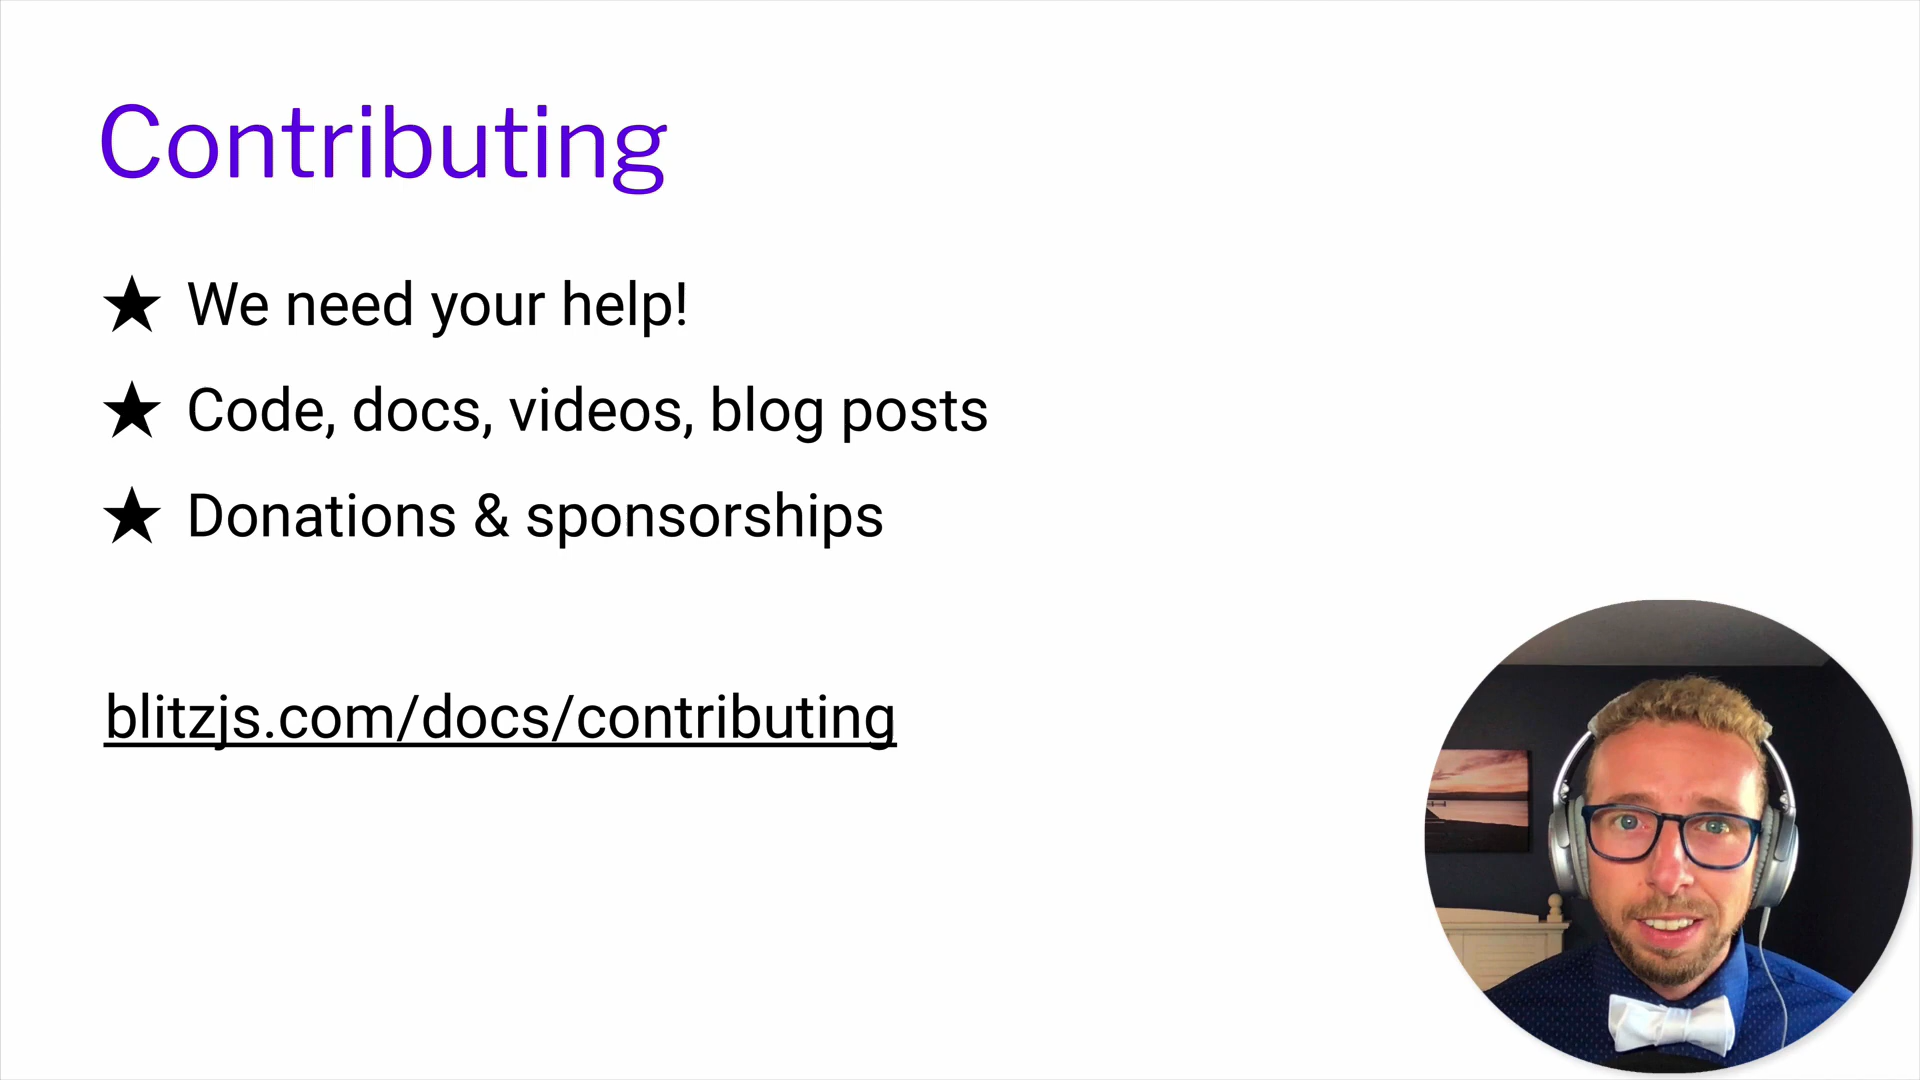 Contributing
★ We need your help!
★ Code, docs, videos, blog posts
★ Donations & sponsorships
blitzjs.com/docs/contributing